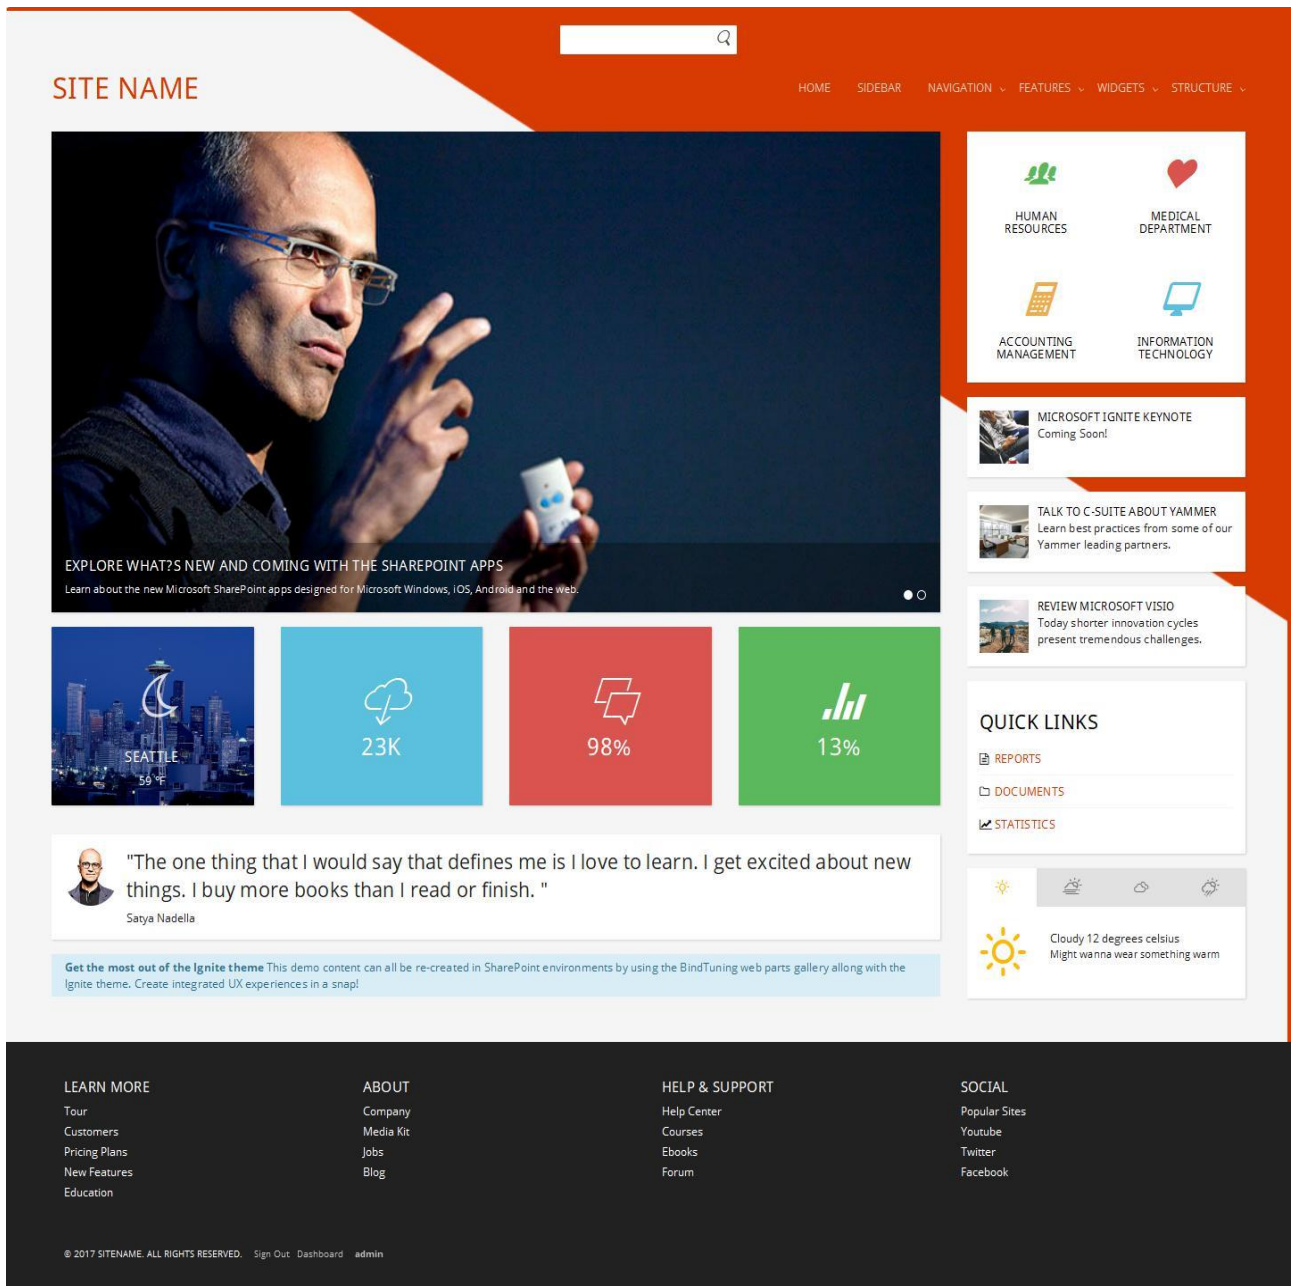 SITE NAME
HOME SIDEBAR NAVIGATION FEATURES WIDGETS STRUCTURE
EXPLORE WHAT?S NEW AND COMING WITH THE SHAREPOINT APPS
Learn about the new Microsoft SharePoint apps designed for Microsoft Windows, iOS, Android and the web.
HUMAN
RESOURCES
MEDICAL
DEPARTMENT
ACCOUNTING
MANAGEMENT
INFORMATION
TECHNOLOGY
MICROSOFT IGNITE KEYNOTE
Coming Soon!
TALK TO C-SUITE ABOUT YAMMER
Learn best practices from some of our
Yammer leading partners.
REVIEW MICROSOFT VISIO
Today shorter innovation cycles
present tremendous challenges.
SEATTLE
59 °F
23K
98%
13%
QUICK LINKS
REPORTS
DOCUMENTS
STATISTICS
"The one thing that I would say that defines me is I love to learn. I get excited about new
things. I buy more books than I read or finish. "
Satya Nadella
Get the most out of the Ignite theme This demo content can all be re-created in SharePoint environments by using the BindTuning web parts gallery allong with the
Ignite theme. Create integrated UX experiences in a snap!
Cloudy 12 degrees celsius
Might wanna wear something warm
LEARN MORE
Tour
Customers
Pricing Plans
New Features
Education
ABOUT
Company
Media Kit
Jobs
Blog
HELP & SUPPORT
Help Center
Courses
Ebooks
Forum
SOCIAL
Popular Sites
Youtube
Twitter
Facebook
© 2017 SITENAME. ALL RIGHTS RESERVED. Sign Out Dashboard admin